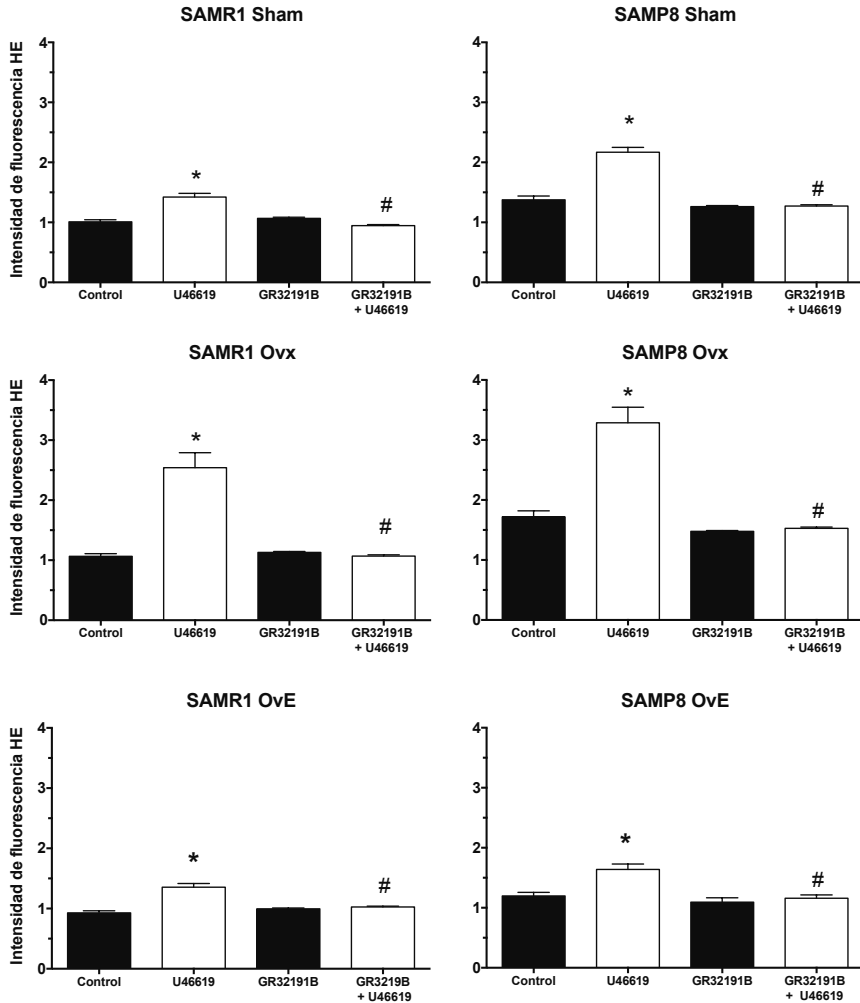 SAMR1 Sham
SAMP8 Sham
Intensidad de fluorescencia HE
4
3
2
1
0
*
#
Control
U46619
GR32191B
GR32191B
+ U46619
4
3
2
1
0
*
#
Control
U46619
GR32191B
GR32191B
+ U46619
SAMR1 Ovx
SAMP8 Ovx
Intensidad de fluorescencia HE
4
3
2
1
0
*
#
Control
U46619
GR32191B
GR32191B
+ U46619
4
3
2
1
0
*
#
Control
U46619
GR32191B
GR32191B
+ U46619
SAMR1 OvE
SAMP8 OvE
Intensidad de fluorescencia HE
4
3
2
1
0
*
#
Control
U46619
GR32191B
GR3219B
+ U46619
4
3
2
1
0
*
#
Control
U46619
GR32191B
GR32191B
+ U46619